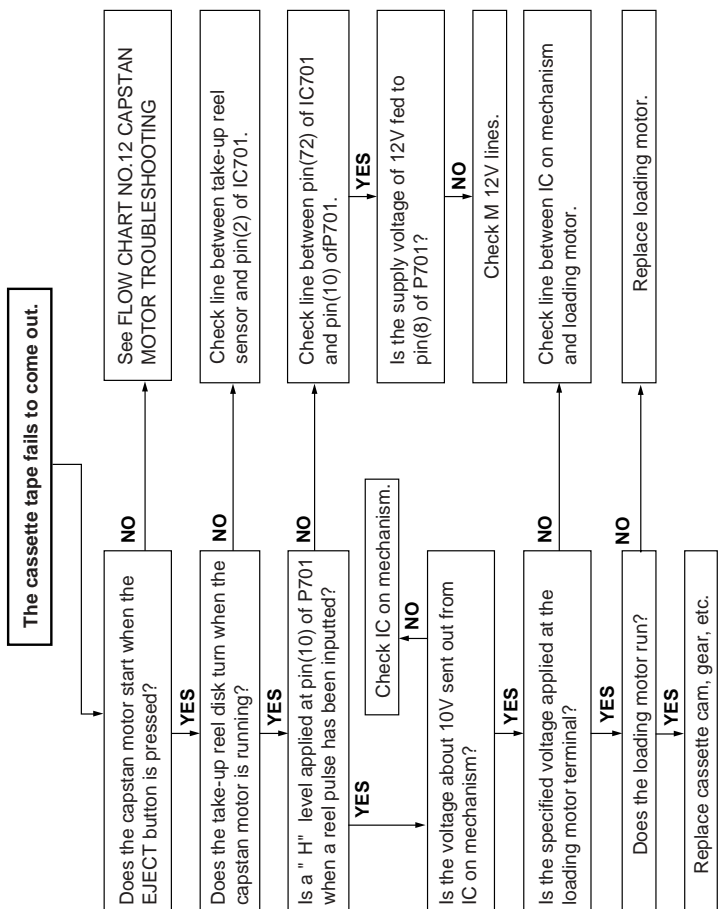 The cassette tape fails to come out.
Does the capstan motor start when the
EJECT button is pressed?
NO
See FLOW CHART NO.12 CAPSTAN
MOTOR TROUBLESHOOTING
YES
Does the take-up reel disk turn when the
capstan motor is running?
NO
Check line between take-up reel
sensor and pin(2) of IC701.
YES
Is a " H" level applied at pin(10) of P701
when a reel pulse has been inputted?
NO
Check line between pin(72) of IC701
and pin(10) ofP701.
YES
Is the supply voltage of 12V fed to
pin(8) of P701?
NO
Check M 12V lines.
YES
Check IC on mechanism.
NO
Is the voltage about 10V sent out from
IC on mechanism?
YES
Is the specified voltage applied at the
loading motor terminal?
NO
Check line between IC on mechanism
and loading motor.
YES
Does the loading motor run?
NO
Replace loading motor.
YES
Replace cassette cam, gear, etc.